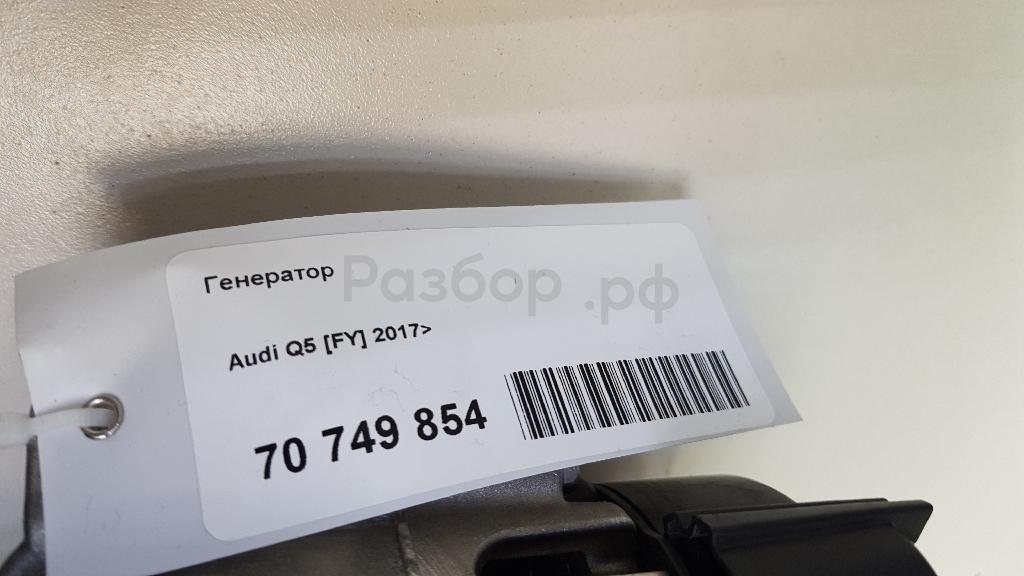 Генератор
Разбор.рф
Audi Q5 [FY] 2017>
70 749 854